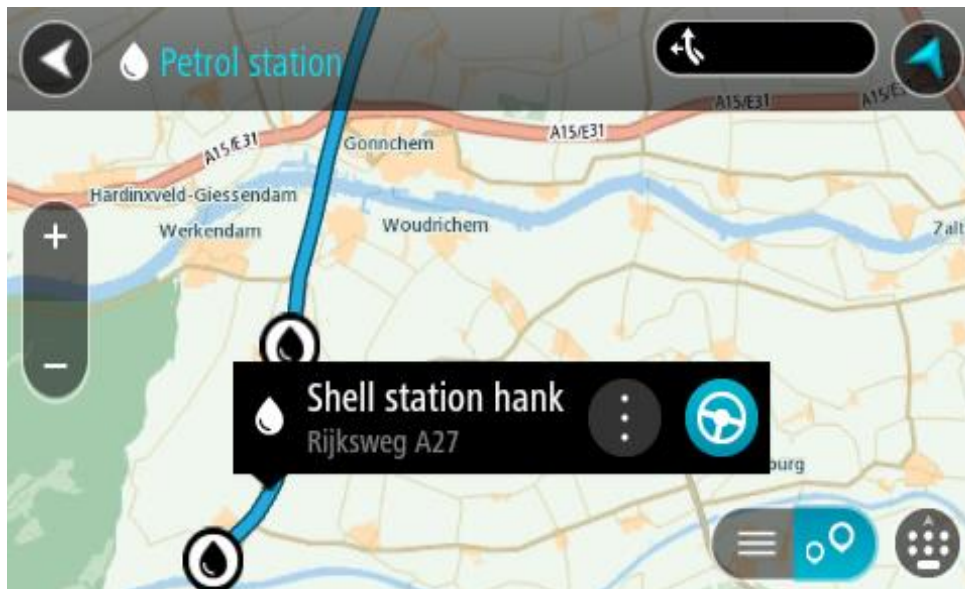 Petrol station
A15/E31
A15/E31
A15/E31
A15/E31
Gonnchem
Hardinxveld-Giessendam
Werkendam
Woudrichem
Zalt
+
−
Shell station hank
Rijksweg A27
burg